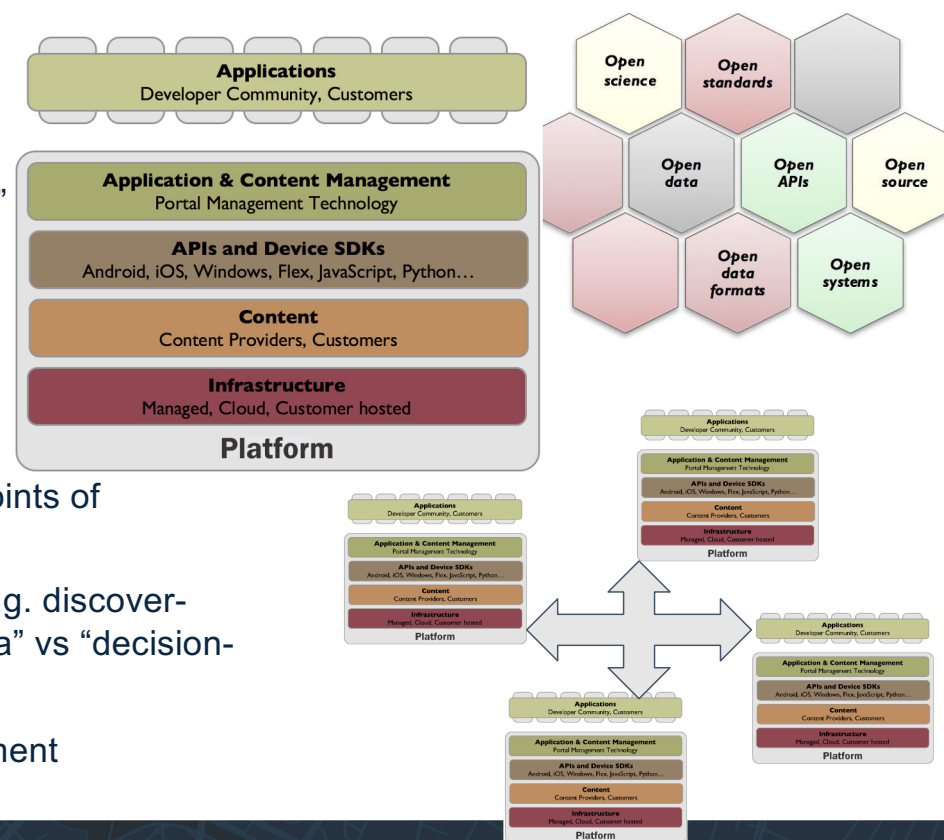 Applications
Developer Community, Customers
”
Application & Content Management
Portal Management Technology
APIs and Device SDKs
Android, iOS, Windows, Flex, JavaScript, Python…
Content
Content Providers, Customers
Infrastructure
Managed, Cloud, Customer hosted
Platform
Open
science
Open
standards
Open
data
Open
APIs
Open
source
Open
data
formats
Open
systems
oints of
g. discover-
a” vs “decision-
nent
Applications
Developer Community, Customers
Application & Content Management
Portal Management Technology
APIs and Device SDKs
Android, iOS, Windows, Flex, JavaScript, Python…
Content
Content Providers, Customers
Infrastructure
Managed, Cloud, Customer hosted
Platform
Applications
Developer Community, Customers
Application & Content Management
Portal Management Technology
APIs and Device SDKs
Android, iOS, Windows, Flex, JavaScript, Python…
Content
Content Providers, Customers
Infrastructure
Managed, Cloud, Customer hosted
Platform
Applications
Developer Community, Customers
Application & Content Management
Portal Management Technology
APIs and Device SDKs
Android, iOS, Windows, Flex, JavaScript, Python…
Content
Content Providers, Customers
Infrastructure
Managed, Cloud, Customer hosted
Platform
Applications
Developer Community, Customers
Application & Content Management
Portal Management Technology
APIs and Device SDKs
Android, iOS, Windows, Flex, JavaScript, Python…
Content
Content Providers, Customers
Infrastructure
Managed, Cloud, Customer hosted
Platform